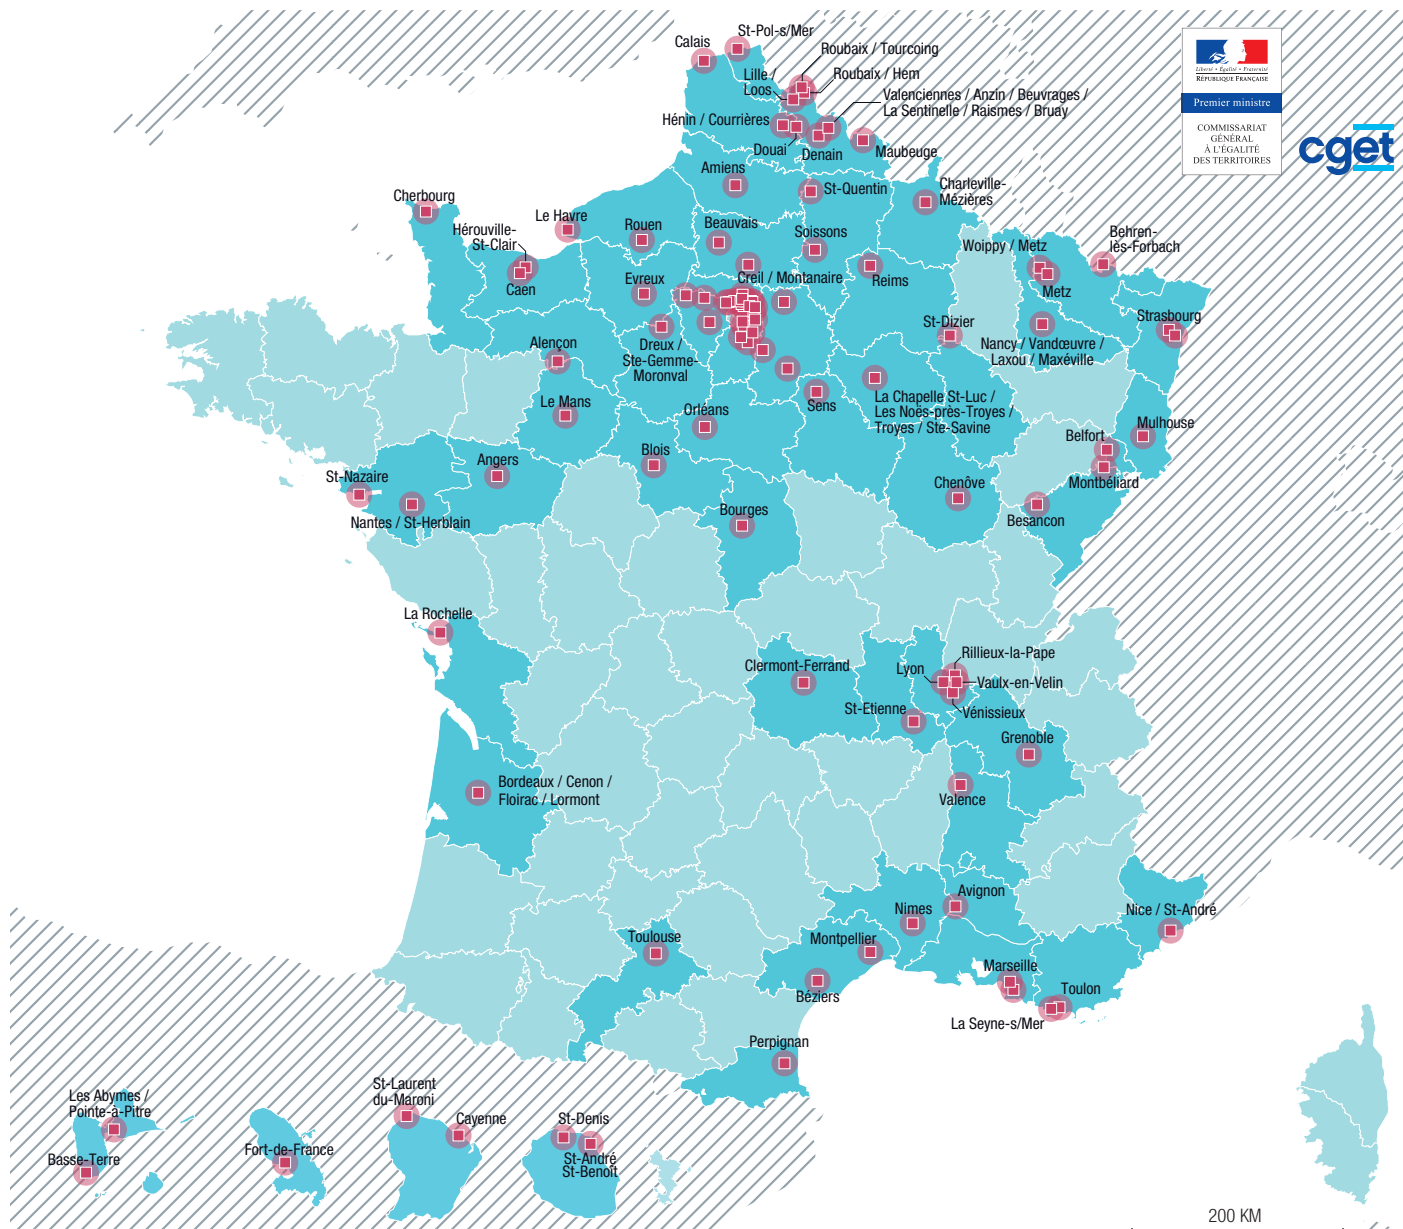 St-Pol-s/Mer
Calais
Roubaix / Tourcoing
Lille /
Loos
Roubaix / Hem
Valenciennes / Anzin / Beuvrages /
La Sentinelle / Raismes / Bruay
Hénin / Courrières
Douai
Denain
Maubeuge
Liberté • Égalité • Fraternité
RÉPUBLIQUE FRANÇAISE
Premier ministre
COMMISSARIAT
GÉNÉRAL
À L'ÉGALITÉ
DES TERRITOIRES
cget
Amiens
St-Quentin
Charleville-
Mézières
Cherbourg
Le Havre
Rouen
Beauvais
Soissons
Hérouville-
St-Clair
Caen
Evreux
Creil / Montanaire
Reims
Woippy / Metz
Metz
Behren-
lès-Forbach
Strasbourg
St-Dizier
Nancy / Vandœuvre /
Laxou / Maxéville
Alençon
Dreux /
Ste-Gemme-
Moronval
Le Mans
Orléans
Sens
La Chapelle St-Luc /
Les Noës-près-Troyes /
Troyes / Ste-Savine
Mulhouse
Belfort
Montbéliard
St-Nazaire
Angers
Blois
Chenôve
Nantes / St-Herblain
Bourges
Besancon
La Rochelle
Clermont-Ferrand
Lyon
Rillieux-la-Pape
Vaulx-en-Velin
Vénissieux
St-Etienne
Grenoble
Bordeaux / Cenon /
Floirac / Lormont
Valence
Avignon
Nimes
Nice / St-André
Toulouse
Montpellier
Béziers
Marseille
Toulon
La Seyne-s/Mer
Perpignan
Les Abymes /
Pointe-à-Pitre
Basse-Terre
Fort-de-France
St-Laurent
du-Maroni
Cayenne
St-Denis
St-André
St-Benoît
200 KM